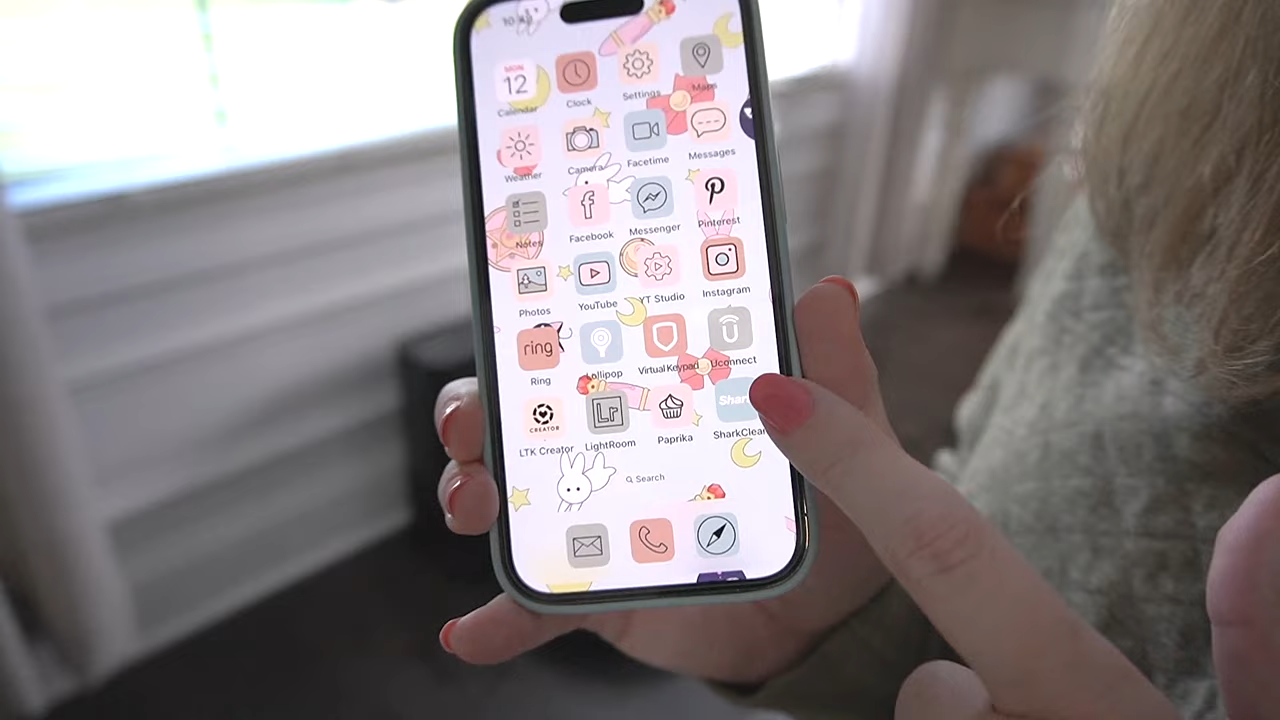 MON
12
Calendar
Clock
Settings
Maps
Weather
Camera
Facetime
Messages
Notes
Facebook
Messenger
Pinterest
Photos
YouTube
YT Studio
Instagram
ring
Ring
Lollipop
Virtual Keypad
Uconnect
CREATOR
LTK Creator
Lr
LightRoom
Paprika
Shar
SharkClean
Search